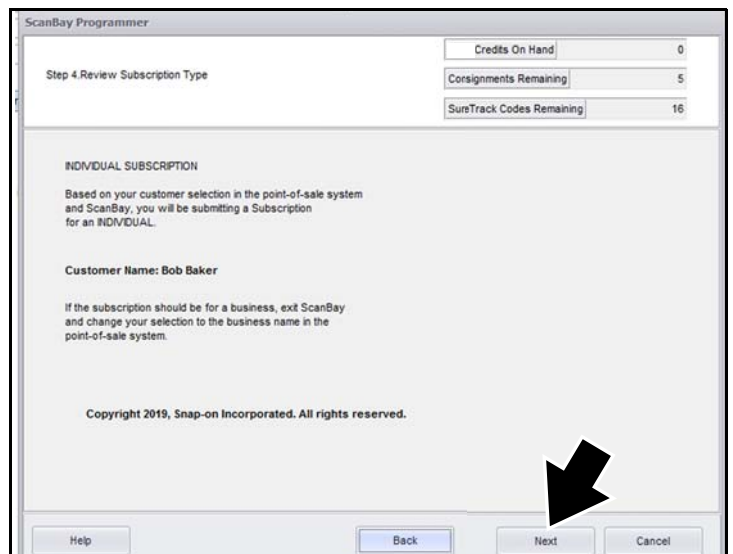 ScanBay Programmer
Credits On Hand 0
Step 4.Review Subscription Type
Consignments Remaining 5
SureTrack Codes Remaining 16
INDIVIDUAL SUBSCRIPTION
Based on your customer selection in the point-of-sale system
and ScanBay, you will be submitting a Subscription
for an INDIVIDUAL.
Customer Name: Bob Baker
If the subscription should be for a business, exit ScanBay
and change your selection to the business name in the
point-of-sale system.
Copyright 2019, Snap-on Incorporated. All rights reserved.
Help Back Next Cancel